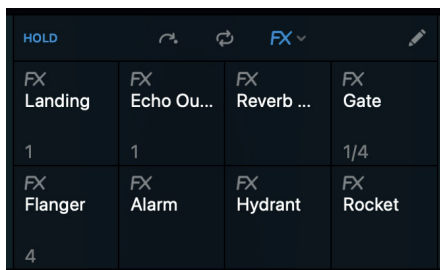 HOLD FX
FX FX FX FX
Landing Echo Ou... Reverb ... Gate
1 1 1/4
FX FX FX FX
Flanger Alarm Hydrant Rocket
4